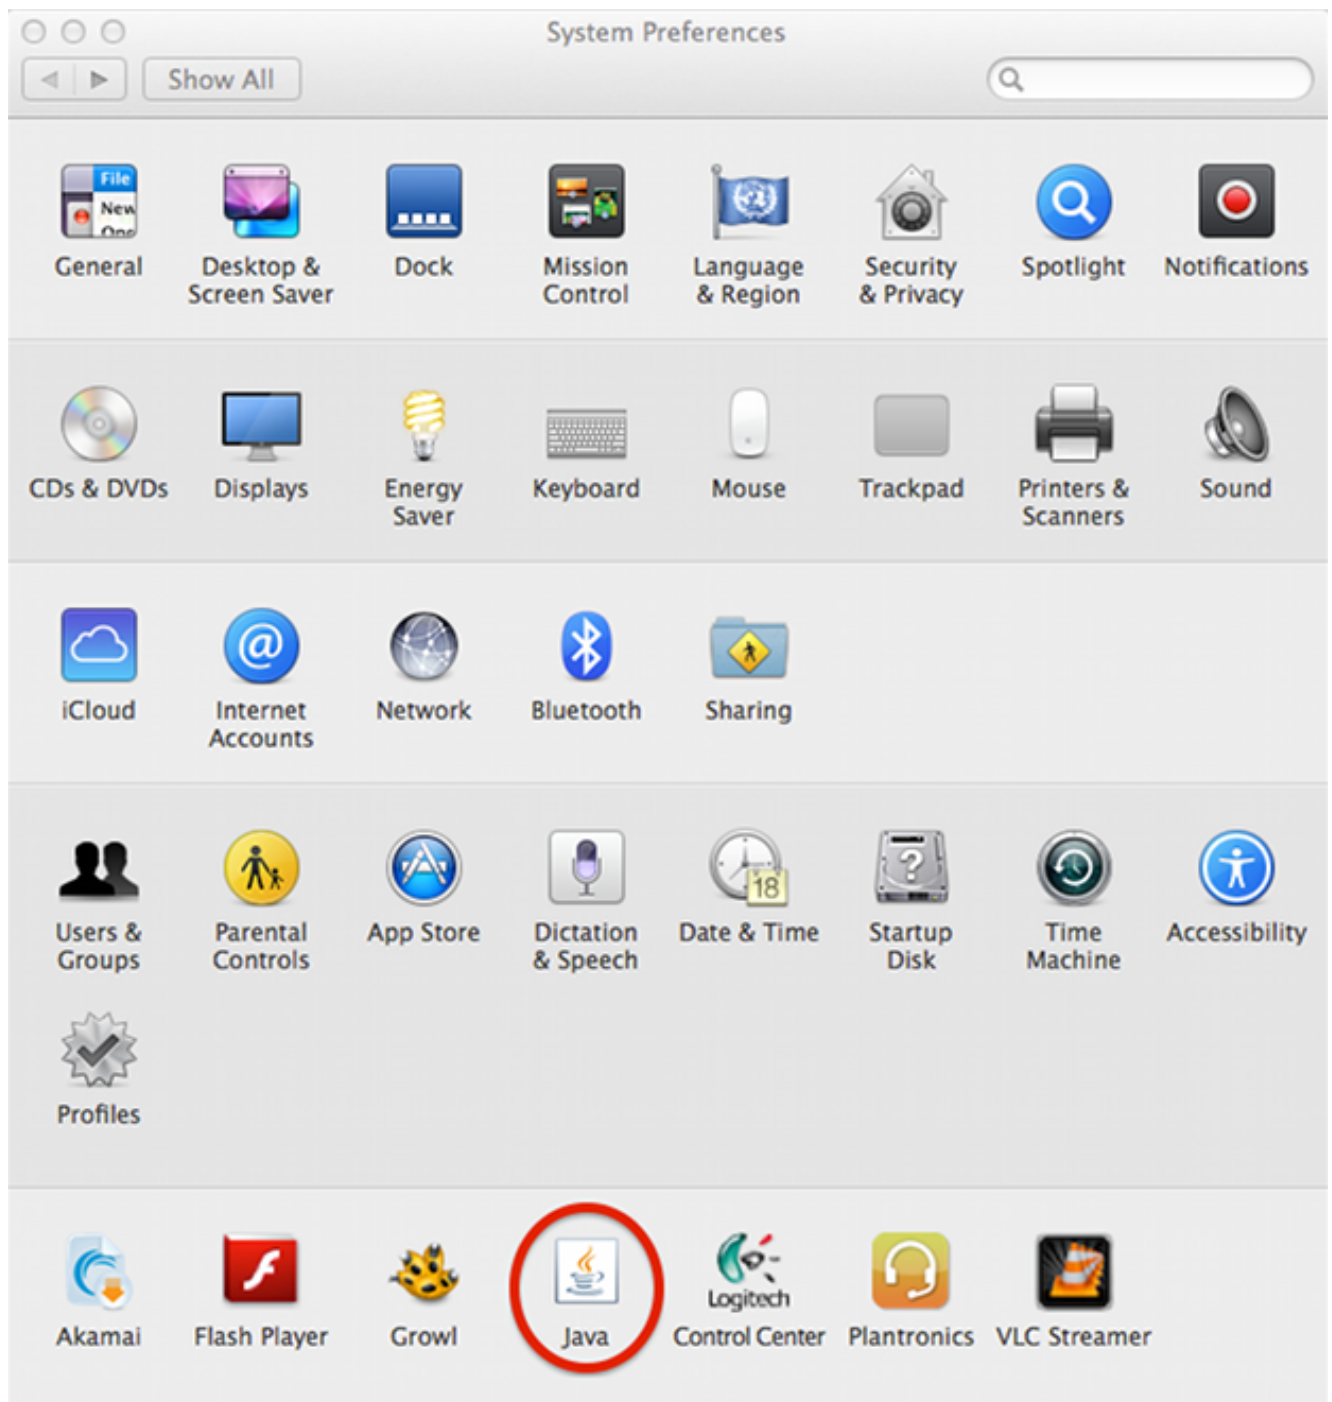 System Preferences
Show All
File
New
One
General
Desktop &
Screen Saver
Dock
Mission
Control
Language
& Region
Security
& Privacy
Spotlight
Notifications
CDs & DVDs
Displays
Energy
Saver
Keyboard
Mouse
Trackpad
Printers &
Scanners
Sound
@
iCloud
Internet
Accounts
Network
Bluetooth
Sharing
18
?
Users &
Groups
Parental
Controls
App Store
Dictation
& Speech
Date & Time
Startup
Disk
Time
Machine
Accessibility
Profiles
Logitech
Akamai
Flash Player
Growl
Java
Control Center
Plantronics
VLC Streamer